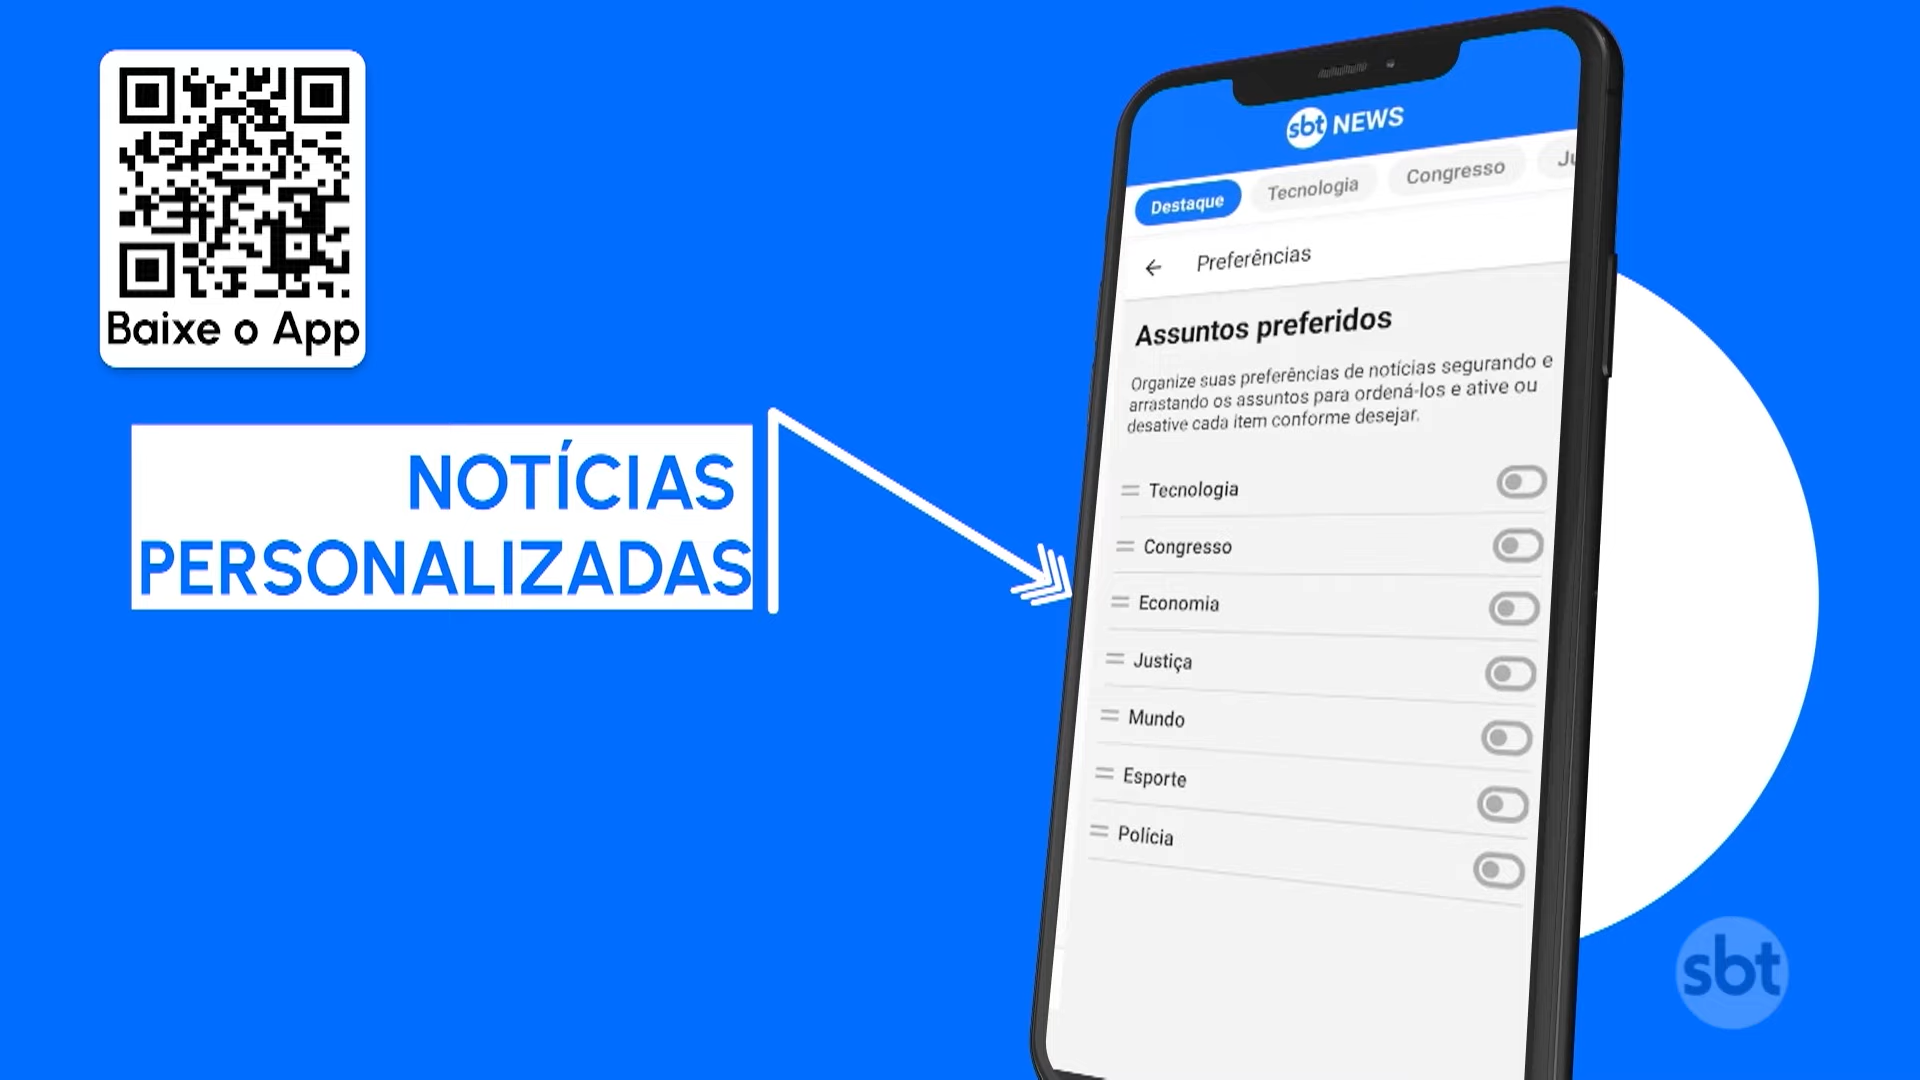 Baixe o App
NOTÍCIAS
PERSONALIZADAS
sbt NEWS
Destaque
Tecnologia
Congresso
Preferências
Assuntos preferidos
Organize suas preferências de notícias segurando e
arrastando os assuntos para ordená-los e ative ou
desative cada item conforme desejar.
Tecnologia
Congresso
Economia
Justiça
Mundo
Esporte
Polícia
sbt